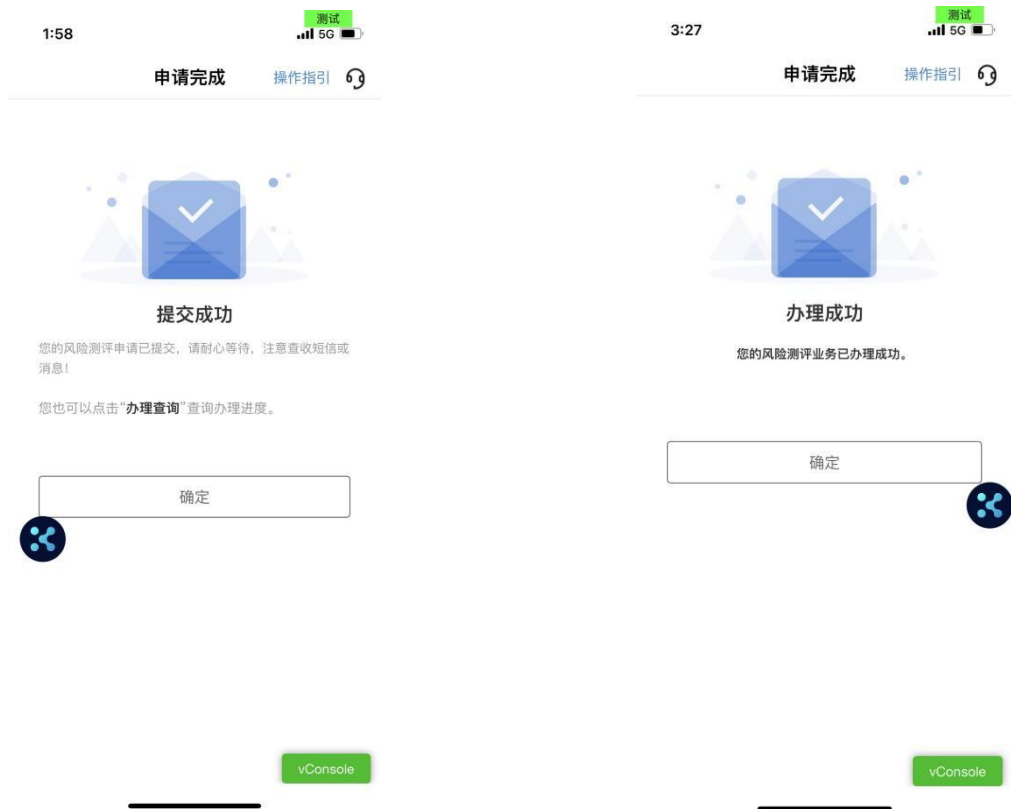 测试
1:58
5G
申请完成 操作指引
提交成功
您的风险测评申请已提交，请耐心等待，注意查收短信或
消息！
您也可以点击“办理查询”查询办理进度。
确定
vConsole
测试
3:27
5G
申请完成 操作指引
办理成功
您的风险测评业务已办理成功。
确定
vConsole